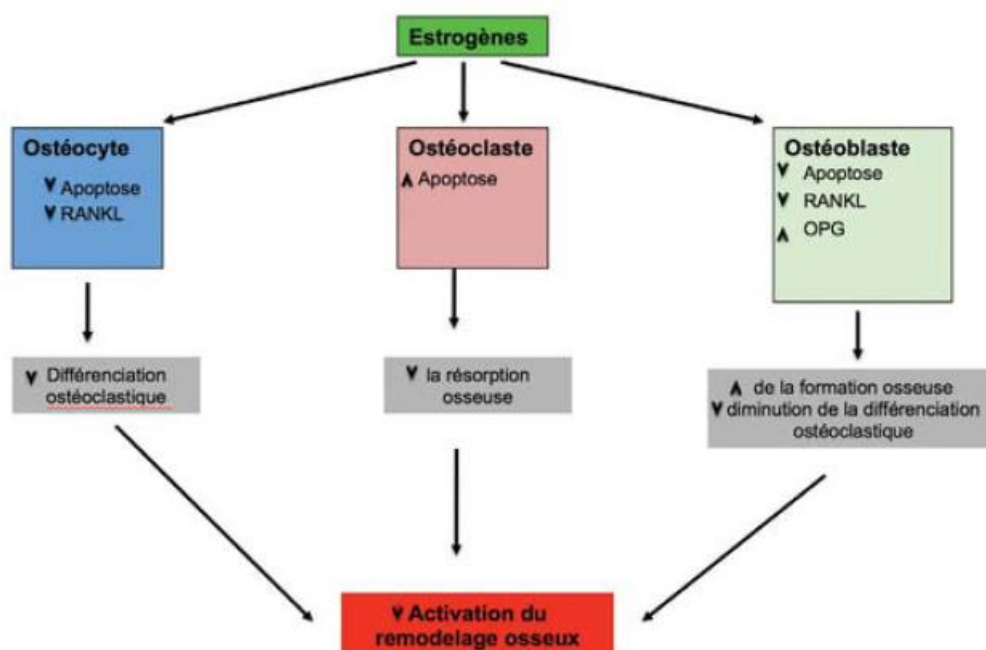 Estrogènes
Ostéocyte
Apoptose
RANKL
Ostéoclaste
Apoptose
Ostéoblaste
Apoptose
RANKL
OPG
Différenciation
ostéoclastique
la résorption
osseuse
de la formation osseuse
diminution de la différenciation
ostéoclastique
Activation du
remodelage osseux